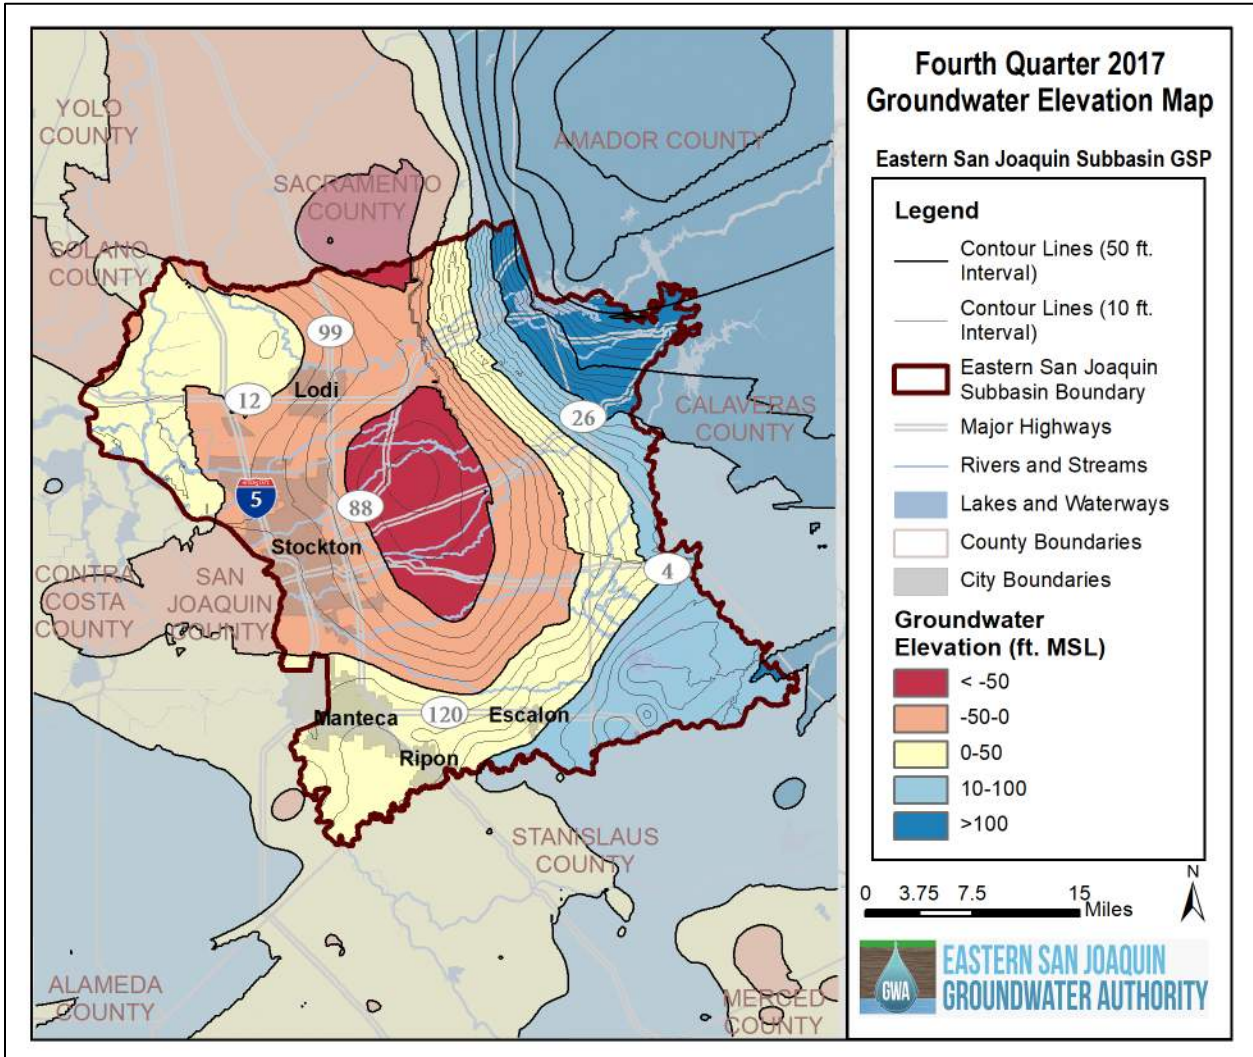 Fourth Quarter 2017
Groundwater Elevation Map
Eastern San Joaquin Subbasin GSP
Legend
Contour Lines (50 ft.
Interval)
Contour Lines (10 ft.
Interval)
Eastern San Joaquin
Subbasin Boundary
Major Highways
Rivers and Streams
Lakes and Waterways
County Boundaries
City Boundaries
Groundwater
Elevation (ft. MSL)
< -50
-50-0
0-50
10-100
>100
0 3.75 7.5 15
Miles
N
GWA
EASTERN SAN JOAQUIN
GROUNDWATER AUTHORITY
YOLO
COUNTY
AMADOR COUNTY
SACRAMENTO
COUNTY
SOLANO
COUNTY
99
Lodi
12
26
CALAVERAS
COUNTY
5
88
Stockton
4
CONTRA
COSTA
COUNTY
SAN
JOAQUIN
COUNTY
Manteca
120
Escalon
Ripon
STANISLAUS
COUNTY
ALAMEDA
COUNTY
MERCED
COUNTY